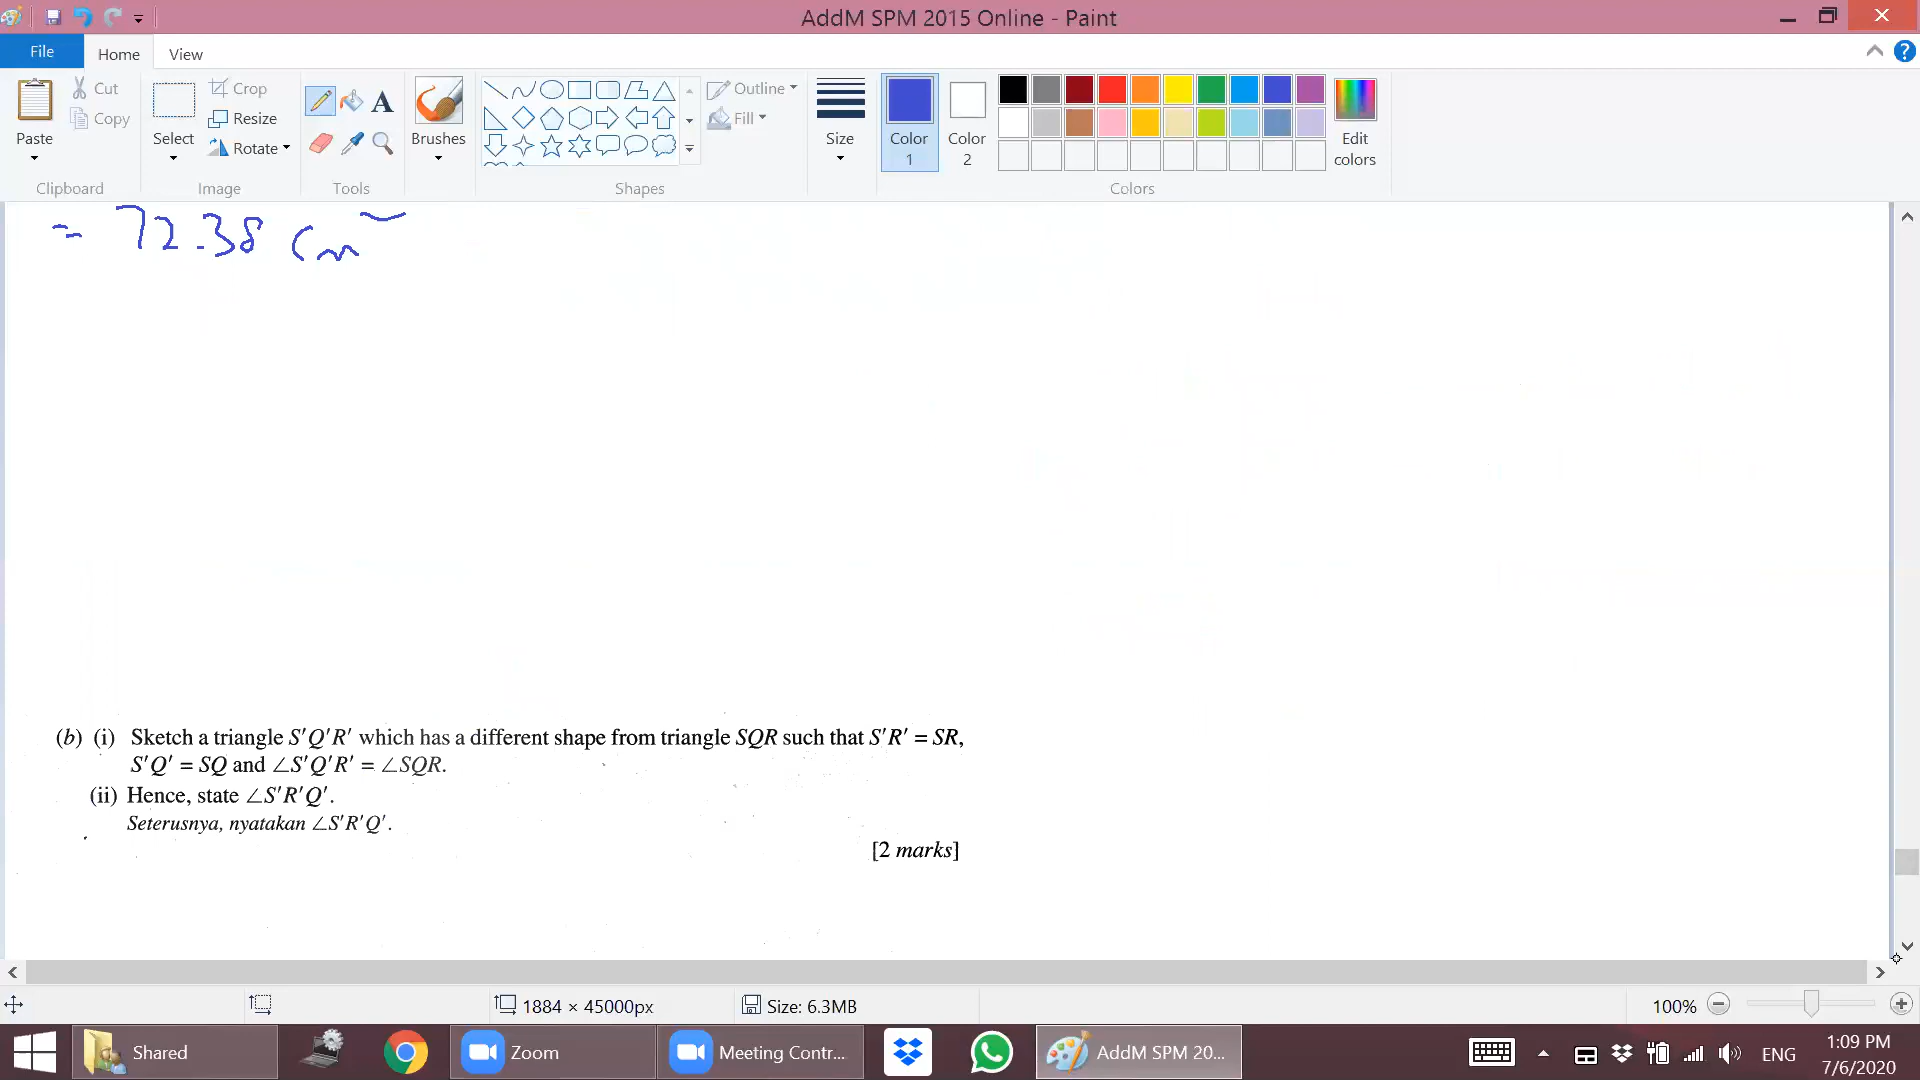 AddM SPM 2015 Online - Paint
File Home View
Paste
Cut
Copy
Clipboard
Select
Crop
Resize
Rotate
Image
Tools
Brushes
Shapes
Outline
Fill
Size
Color 1
Color 2
Edit colors
Colors
= 72.38 cm²
(b) (i) Sketch a triangle S'Q'R' which has a different shape from triangle SQR such that S'R' = SR,
S'Q' = SQ and ∠S'Q'R' = ∠SQR.
(ii) Hence, state ∠S'R'Q'.
Seterusnya, nyatakan ∠S'R'Q'.
[2 marks]
1884 × 45000px
Size: 6.3MB
100%
Shared
Zoom
Meeting Contr...
AddM SPM 20...
ENG
1:09 PM
7/6/2020